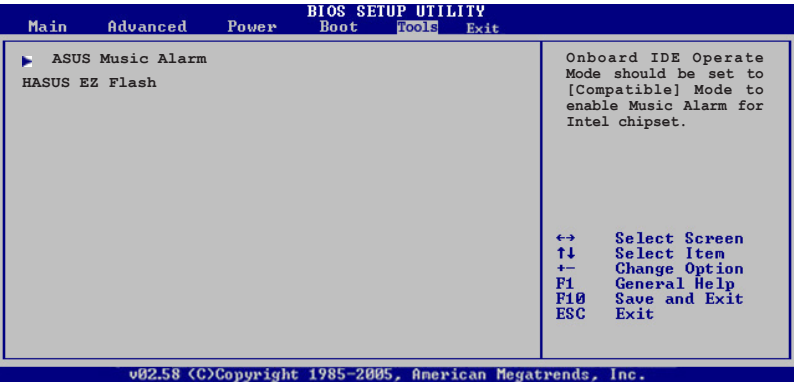 BIOS SETUP UTILITY
Main Advanced Power Boot Tools Exit
ASUS Music Alarm
HASUS EZ Flash
Onboard IDE Operate
Mode should be set to
[Compatible] Mode to
enable Music Alarm for
Intel chipset.
←→ Select Screen
↑↓ Select Item
+- Change Option
F1 General Help
F10 Save and Exit
ESC Exit
v02.58 (C)Copyright 1985-2005, American Megatrends, Inc.